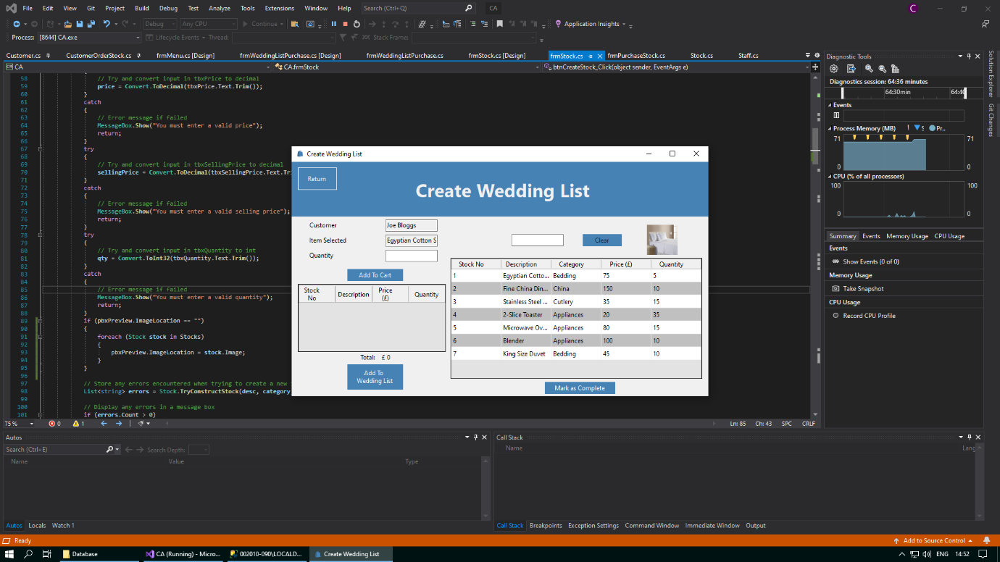 File Edit View Git Project Build Debug Test Analyze Tools Extensions Window Help Search (Ctrl+Q) CA C
Debug Any CPU Continue Application Insights
Process: [8644] CA.exe Lifecycle Events Thread: Stack Frame:
Customer.cs CustomerOrderStock.cs frmMenu.cs [Design] frmWeddingListPurchase.cs [Design] frmWeddingListPurchase.cs frmStock.cs [Design] frmStock.cs frmPurchaseStock.cs Stock.cs Staff.cs
CA CA.frmStock btnCreateStock_Click(object sender, EventArgs e)
58 // Try and convert input in tbxPrice to decimal
59 price = Convert.ToDecimal(tbxPrice.Text.Trim());
60 }
61 catch
62 {
63 // Error message if failed
64 MessageBox.Show("You must enter a valid price");
65 return;
66 }
67 try
68 {
69 // Try and convert input in tbxSellingPrice to decimal
70 sellingPrice = Convert.ToDecimal(tbxSellingPrice.Text.Tri
71 }
72 catch
73 {
74 // Error message if failed
75 MessageBox.Show("You must enter a valid selling price");
76 return;
77 }
78 try
79 {
80 // Try and convert input in tbxQuantity to int
81 qty = Convert.ToInt32(tbxQuantity.Text.Trim());
82 }
83 catch
84 {
85 // Error message if failed
86 MessageBox.Show("You must enter a valid quantity");
87 return;
88 }
89 if (pbxPreview.ImageLocation == "")
90 {
91 foreach (Stock stock in Stocks)
92 {
93 pbxPreview.ImageLocation = stock.Image;
94 }
95 }
96
97 // Store any errors encountered when trying to create a new
98 List<string> errors = Stock.TryConstructStock(desc, category
99
100 // Display any errors in a message box
101 if (errors.Count > 0)
75 % 0 1 Ln: 85 Ch: 43 SPC CRLF
Create Wedding List
Return
Create Wedding List
Customer Joe Bloggs
Item Selected Egyptian Cotton S
Quantity
Clear
Add To Cart
Stock No Description Price (£) Quantity
Total: £ 0
Add To
Wedding List
Stock No Description Category Price (£) Quantity
1 Egyptian Cotto... Bedding 75 5
2 Fine China Din... China 150 10
3 Stainless Steel ... Cutlery 35 15
4 2-Slice Toaster Appliances 20 35
5 Microwave Ov... Appliances 80 15
6 Blender Appliances 100 10
7 King Size Duvet Bedding 45 10
Mark as Complete
Diagnostic Tools
Diagnostics session: 64:36 minutes
64:30min 64:40
Events
Process Memory (MB) S Pr...
71 71
0 0
CPU (% of all processors)
100 100
0 0
Summary Events Memory Usage CPU Usage
Events
Show Events (0 of 0)
Memory Usage
Take Snapshot
CPU Usage
Record CPU Profile
Solution Explorer
Git Changes
Autos
Search (Ctrl+E) Search Depth:
Name Value Type
Autos Locals Watch 1
Call Stack
Name Lang
Call Stack Breakpoints Exception Settings Command Window Immediate Window Output
Ready Add to Source Control
Database CA (Running) - Micro... 002010-090\LOCALD... Create Wedding List ENG 14:52